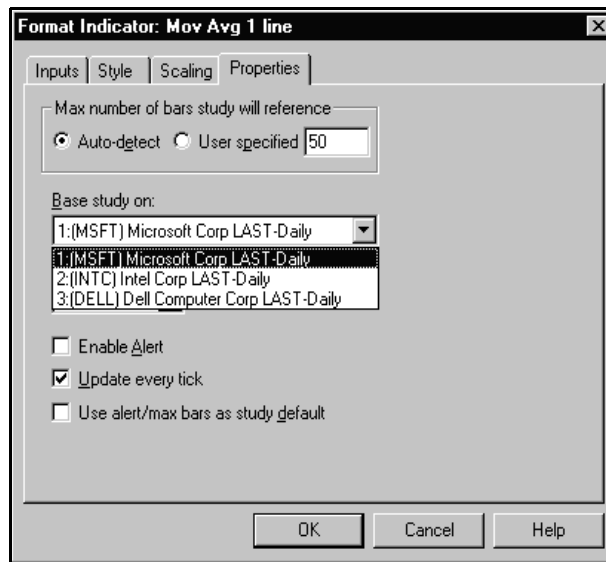 Format Indicator: Mov Avg 1 line
Inputs Style Scaling Properties
Max number of bars study will reference
Auto-detect User specified 50
Base study on:
1:(MSFT) Microsoft Corp LAST-Daily
1:(MSFT) Microsoft Corp LAST-Daily
2:(INTC) Intel Corp LAST-Daily
3:(DELL) Dell Computer Corp LAST-Daily
Enable Alert
Update every tick
Use alert/max bars as study default
OK Cancel Help